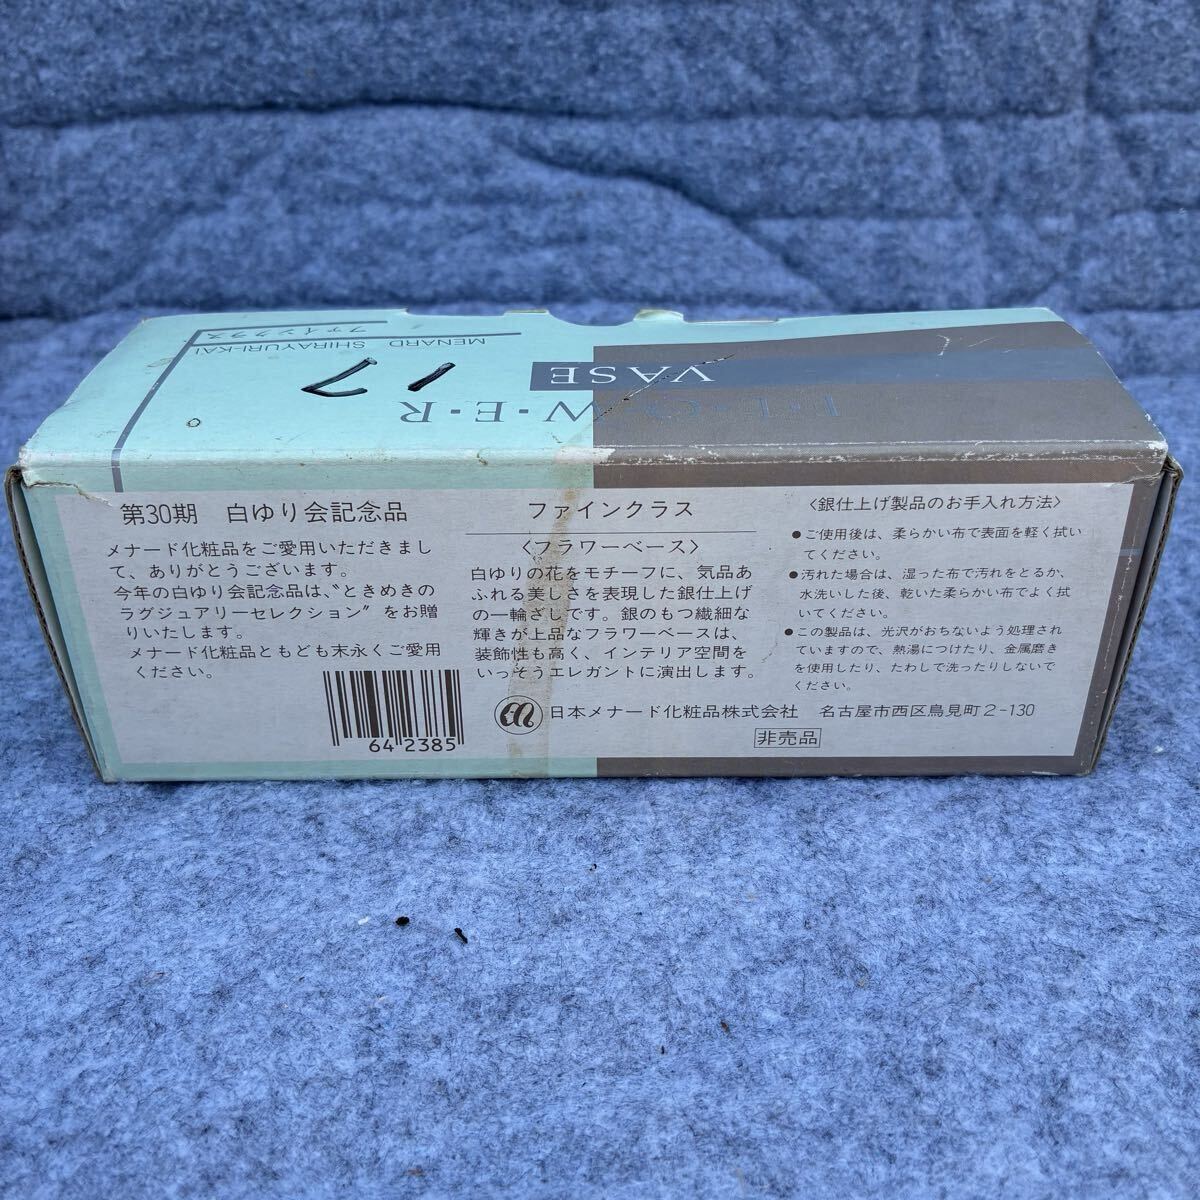 ファインクラス
MENARD SHIRAYURI-KAI
17
VASE
F・L・O・W・E・R
第30期 白ゆり会記念品
メナード化粧品をご愛用いただきまし
て、ありがとうございます。
今年の白ゆり会記念品は、〝ときめきの
ラグジュアリーセレクション〟をお贈
りいたします。
メナード化粧品ともども末永くご愛用
ください。
64 2385
ファインクラス
〈フラワーベース〉
白ゆりの花をモチーフに、気品あ
ふれる美しさを表現した銀仕上げ
の一輪ざしです。銀のもつ繊細な
輝きが上品なフラワーベースは、
装飾性も高く、インテリア空間を
いっそうエレガントに演出します。
〈銀仕上げ製品のお手入れ方法〉
●ご使用後は、柔らかい布で表面を軽く拭い
てください。
●汚れた場合は、湿った布で汚れをとるか、
水洗いした後、乾いた柔らかい布でよく拭
いてください。
●この製品は、光沢がおちないよう処理され
ていますので、熱湯につけたり、金属磨き
を使用したり、たわしで洗ったりしないで
ください。
日本メナード化粧品株式会社 名古屋市西区鳥見町2-130
非売品